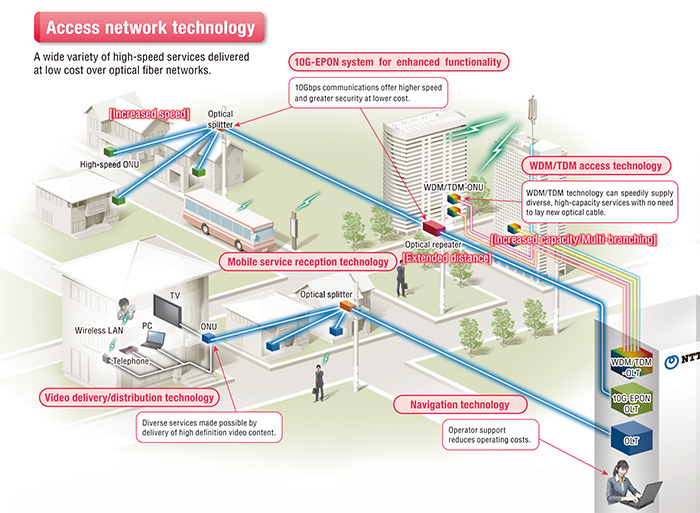 Access network technology
A wide variety of high-speed services delivered
at low cost over optical fiber networks.
10G-EPON system for enhanced functionality
10Gbps communications offer higher speed
and greater security at lower cost.
[Increased speed]
Optical
splitter
High-speed ONU
WDM/TDM access technology
WDM/TDM technology can speedily supply
diverse, high-capacity services with no need
to lay new optical cable.
WDM/TDM-ONU
Optical repeater
[Increased capacity/Multi-branching]
[Extended distance]
Mobile service reception technology
TV
Optical splitter
Wireless LAN
PC
ONU
Telephone
NTT
WDM/TDM
-OLT
10G-EPON
OLT
OLT
Video delivery/distribution technology
Diverse services made possible by
delivery of high definition video content.
Navigation technology
Operator support
reduces operating costs.